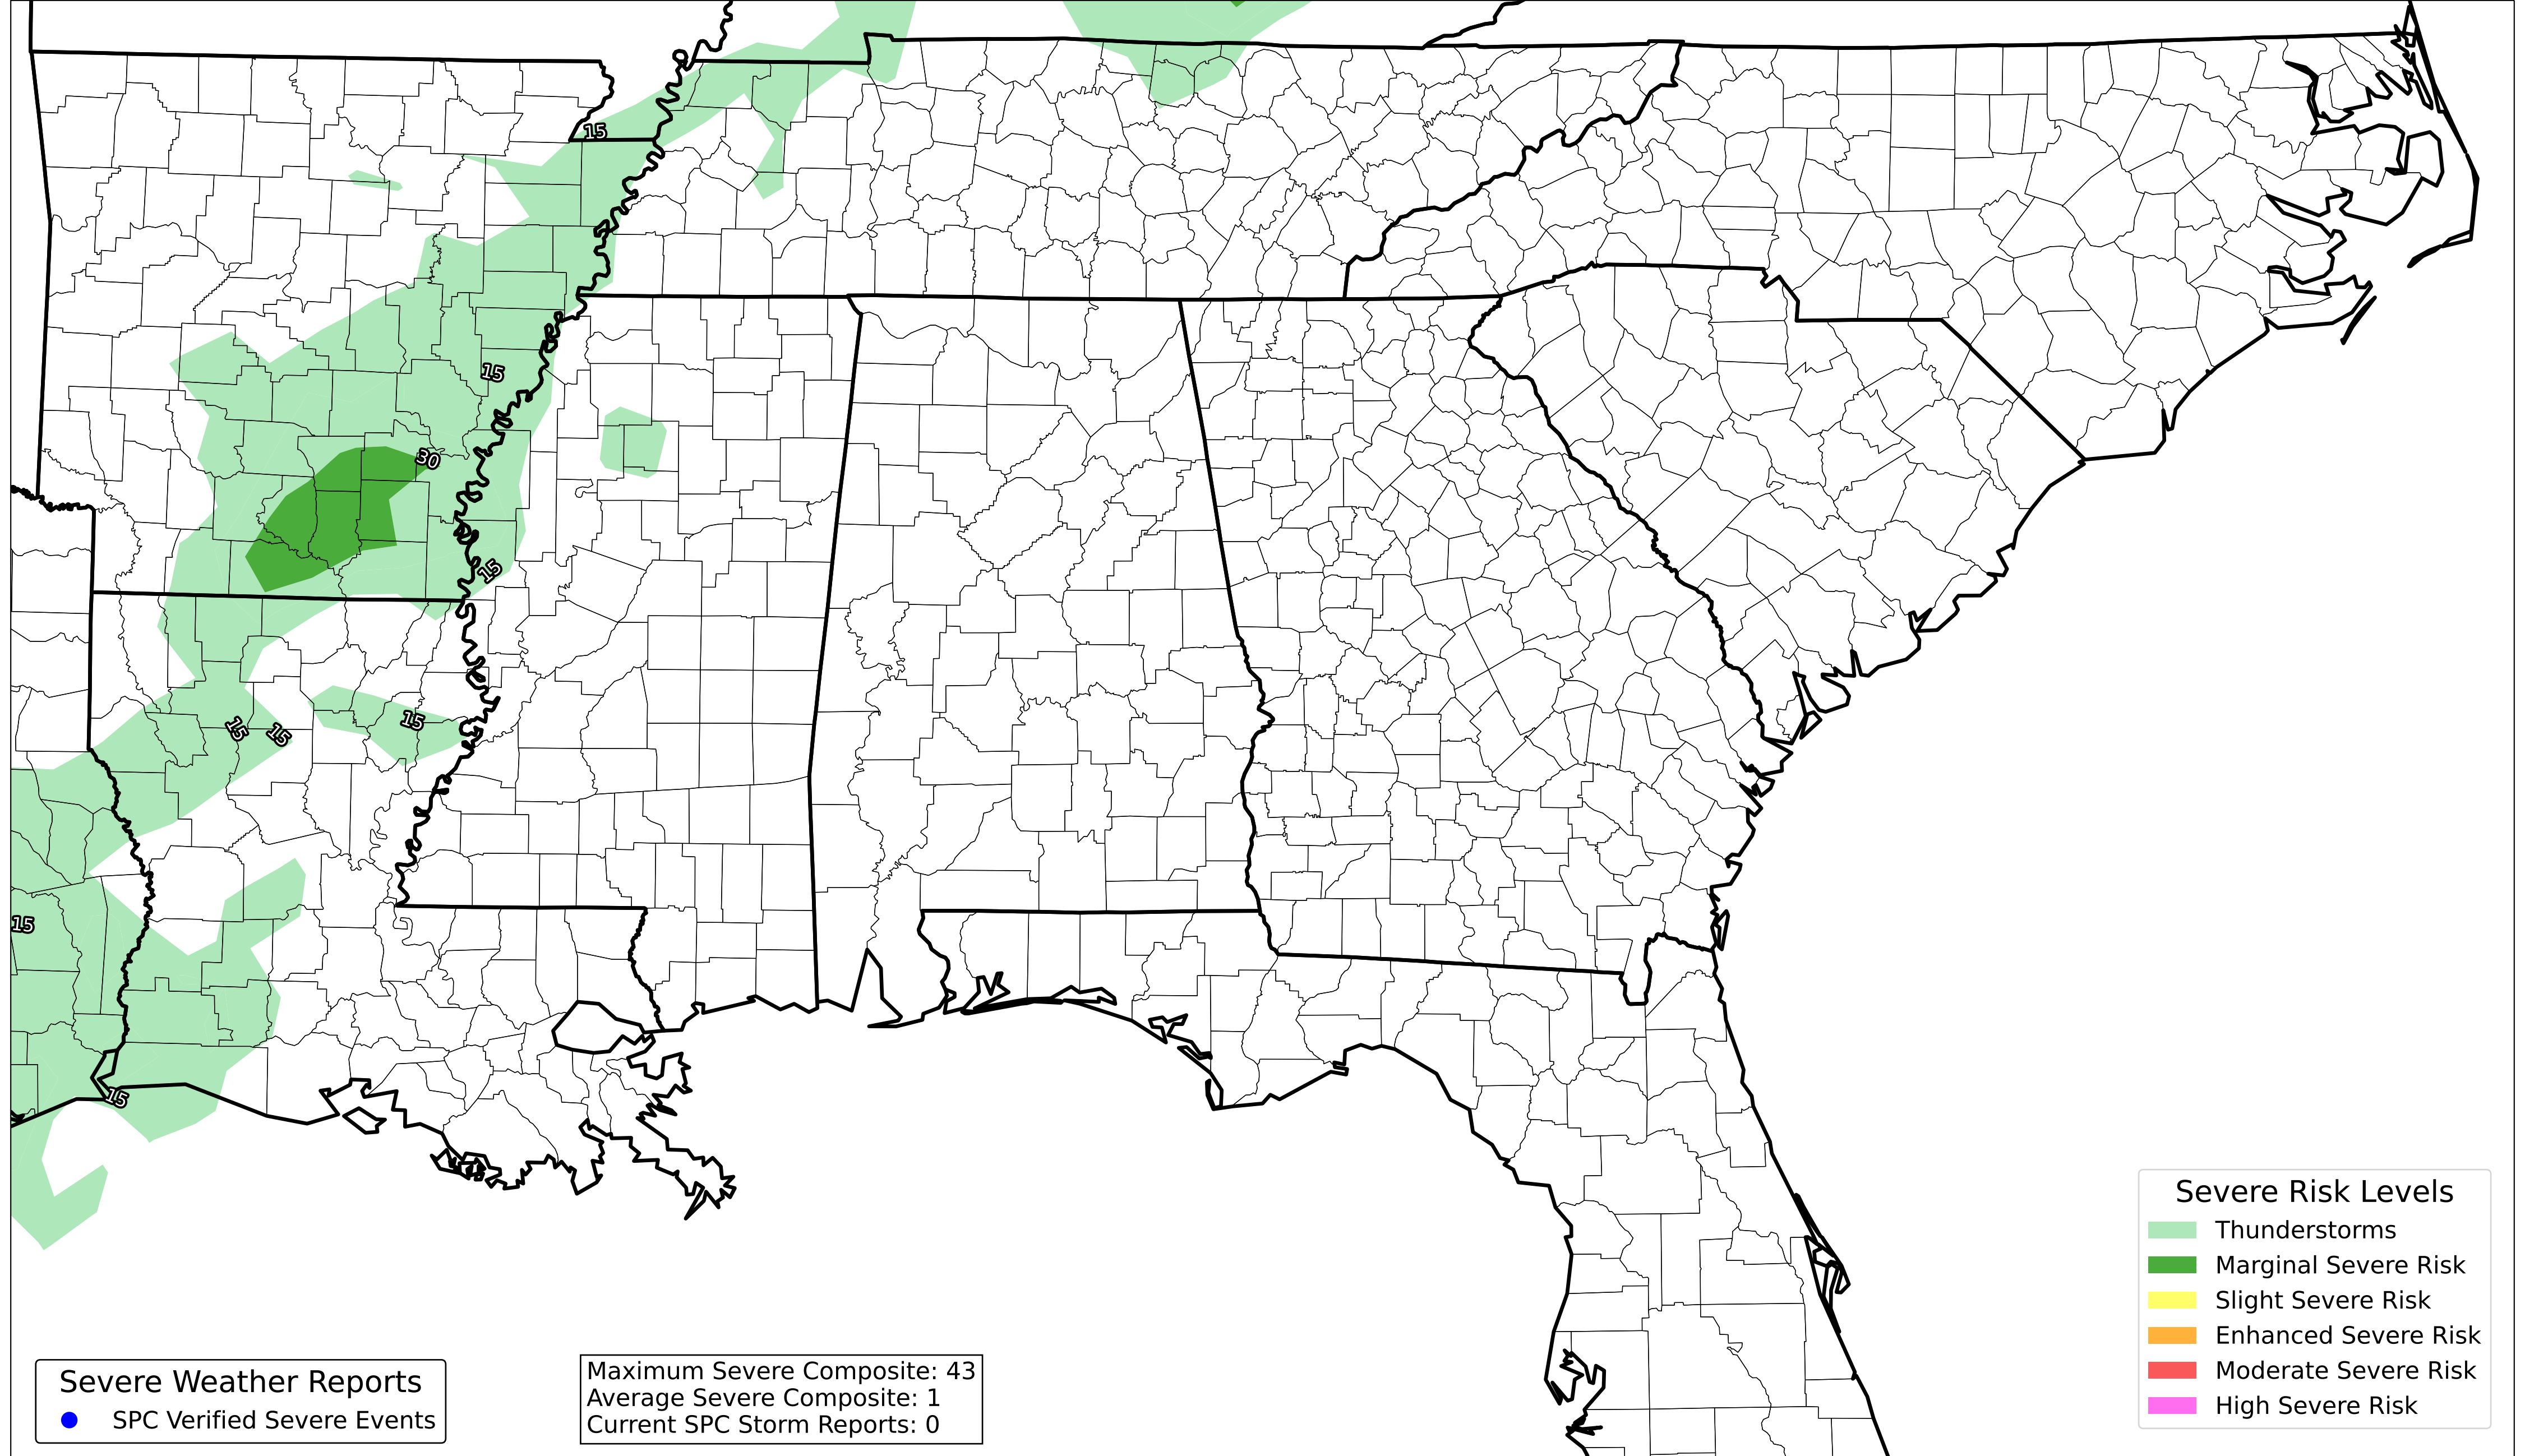 15
15
30
15
15
15
15
15
15
Severe Risk Levels
Thunderstorms
Marginal Severe Risk
Slight Severe Risk
Enhanced Severe Risk
Moderate Severe Risk
High Severe Risk
Severe Weather Reports
SPC Verified Severe Events
Maximum Severe Composite: 43
Average Severe Composite: 1
Current SPC Storm Reports: 0